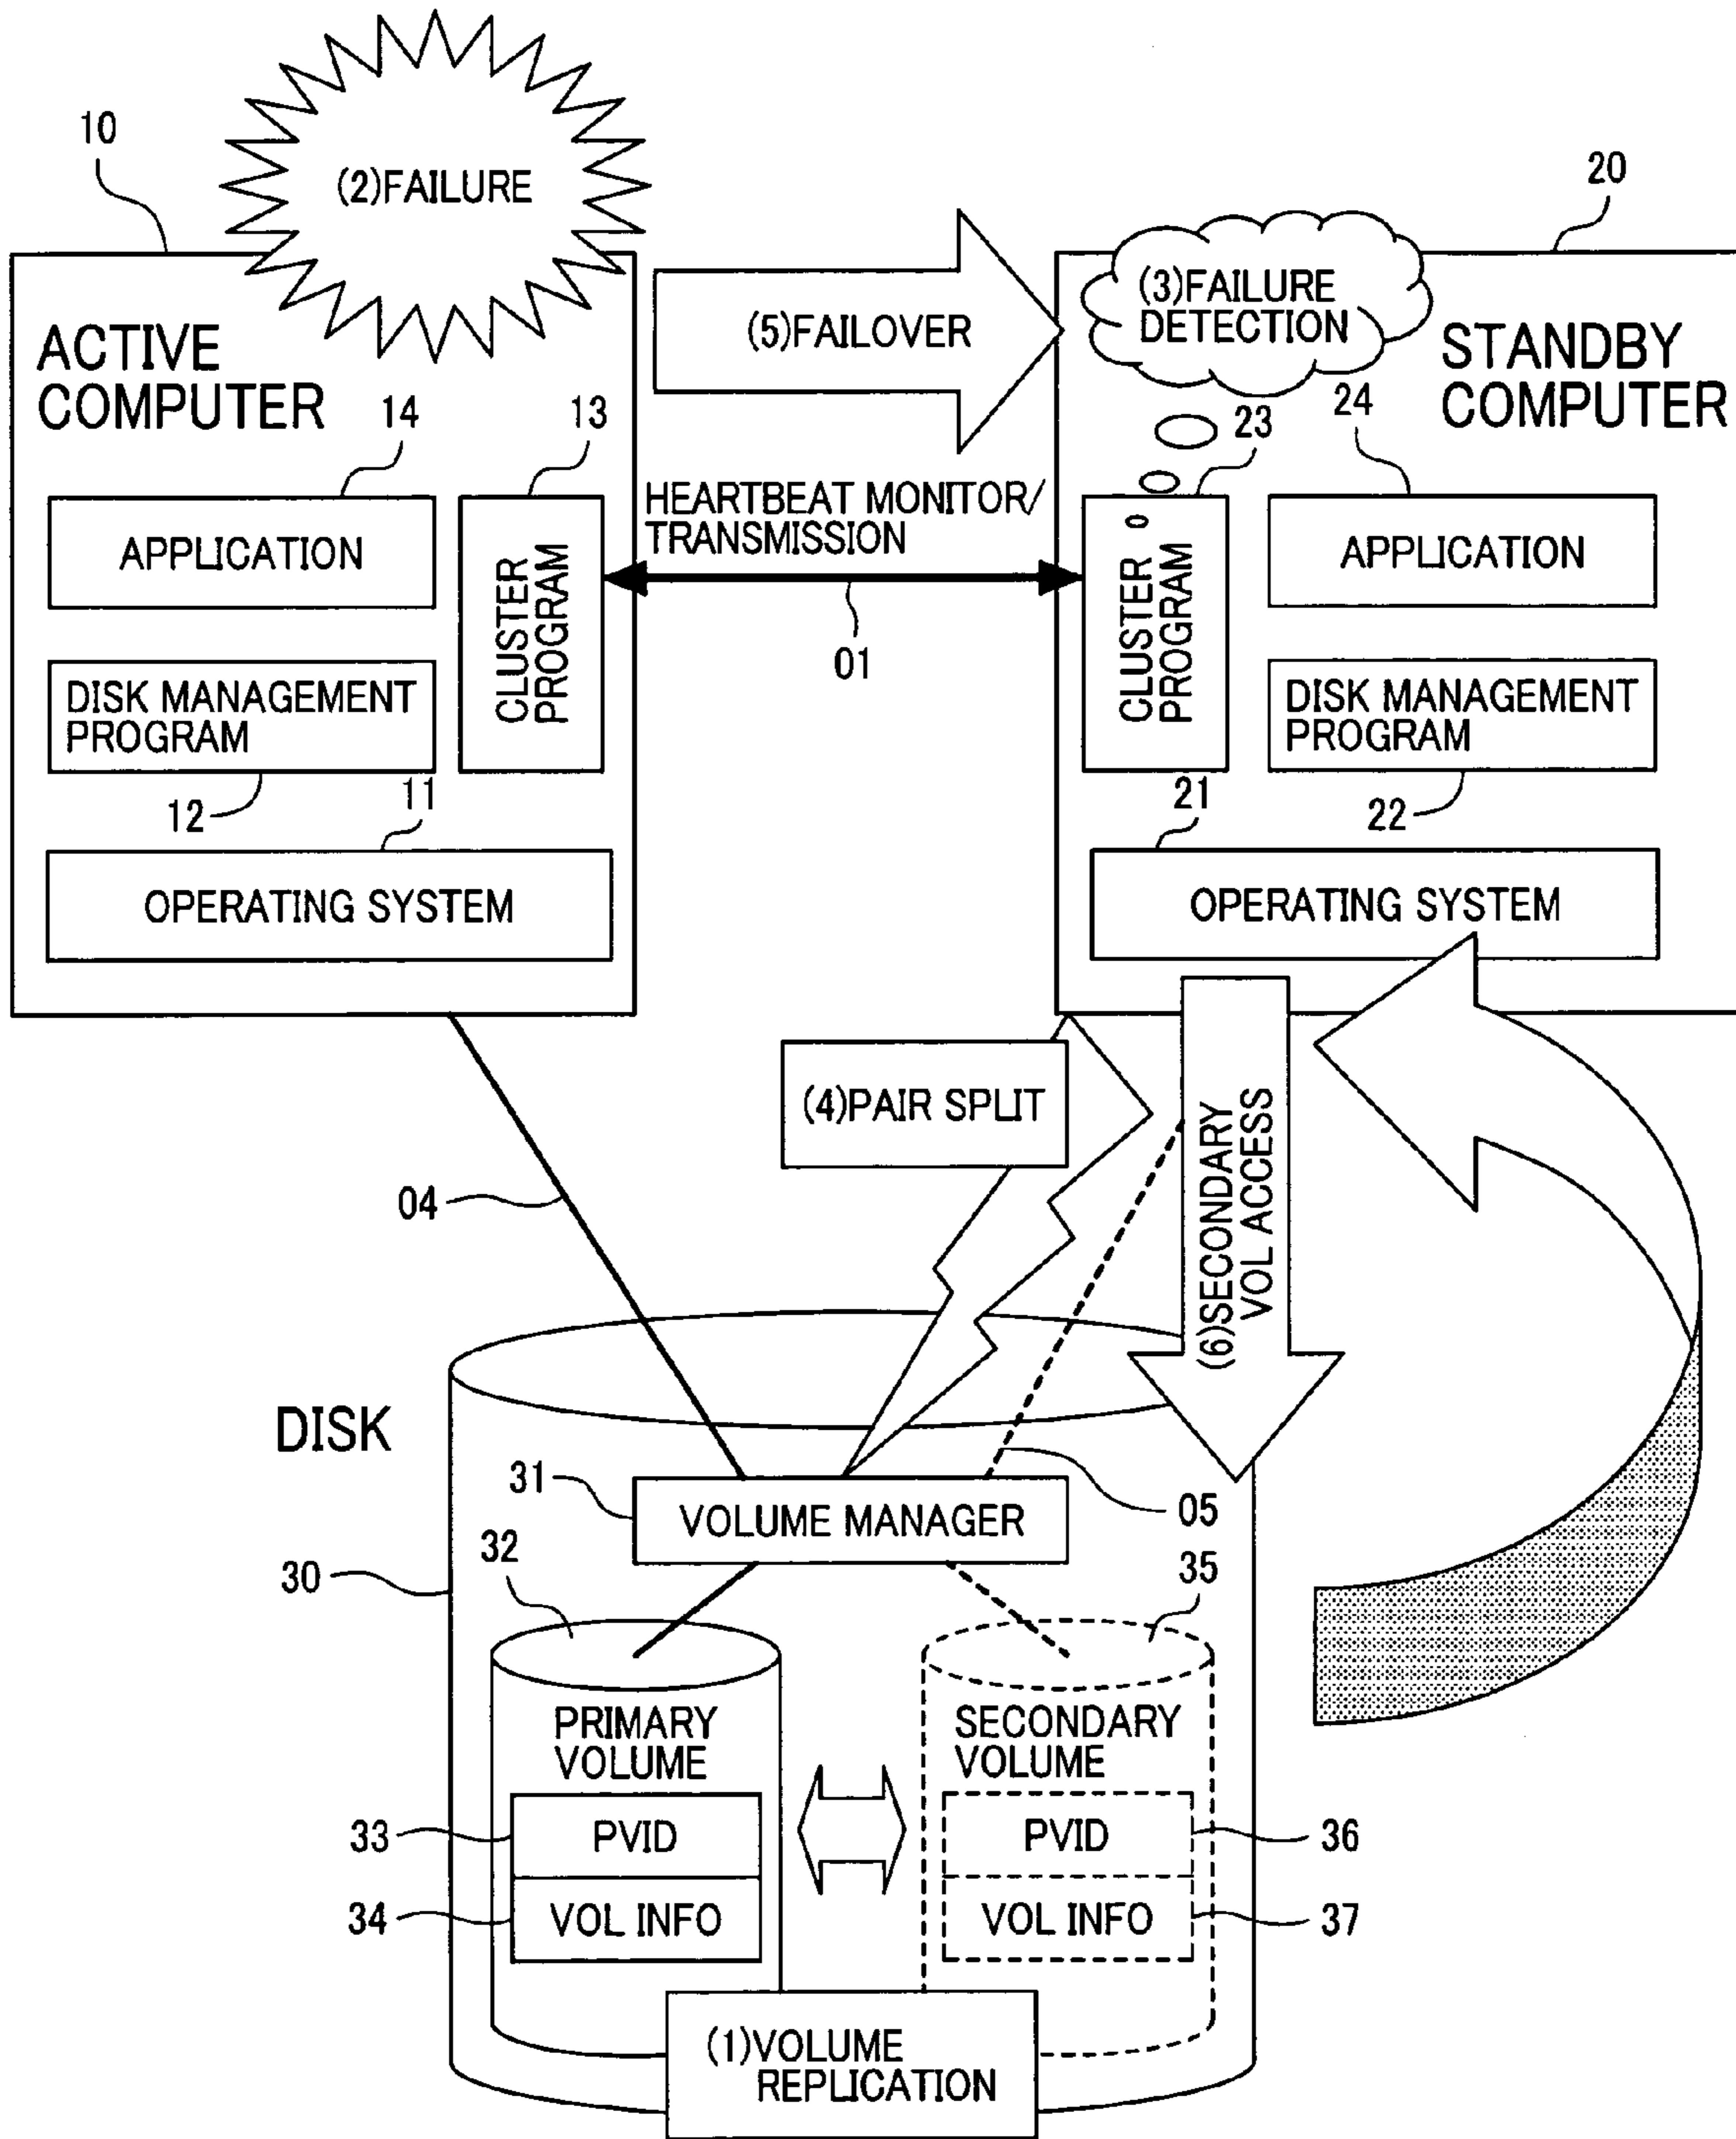 10
(2)FAILURE
20
ACTIVE
COMPUTER
(5)FAILOVER
(3)FAILURE
DETECTION
STANDBY
COMPUTER
14
13
23
24
APPLICATION
CLUSTER
PROGRAM
HEARTBEAT MONITOR/
TRANSMISSION
01
CLUSTER
PROGRAM
APPLICATION
DISK MANAGEMENT
PROGRAM
DISK MANAGEMENT
PROGRAM
12
11
21
22
OPERATING SYSTEM
OPERATING SYSTEM
(4)PAIR SPLIT
04
(6)SECONDARY
VOL ACCESS
DISK
31
VOLUME MANAGER
05
30
32
35
PRIMARY
VOLUME
SECONDARY
VOLUME
33
PVID
PVID
36
34
VOL INFO
VOL INFO
37
(1)VOLUME
REPLICATION